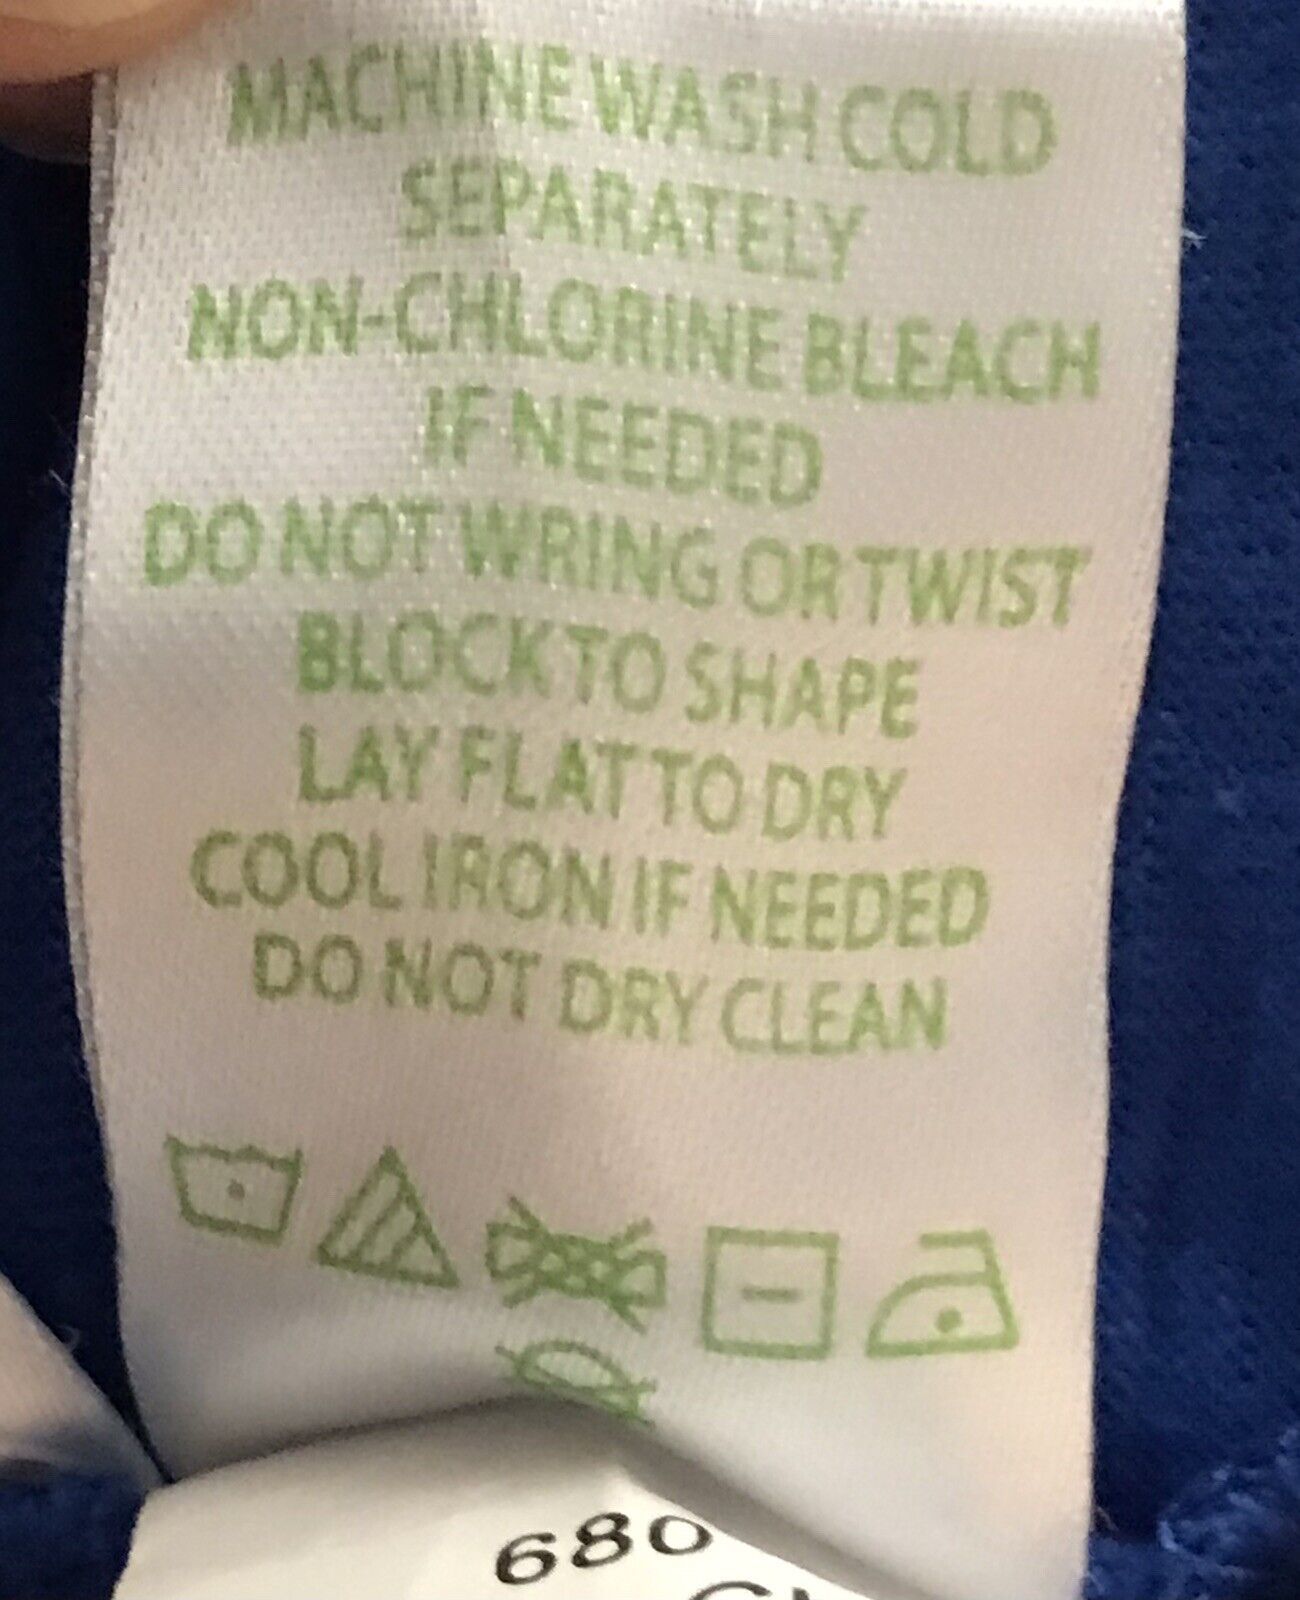 MACHINE WASH COLD
SEPARATELY
NON-CHLORINE BLEACH
IF NEEDED
DO NOT WRING OR TWIST
BLOCK TO SHAPE
LAY FLAT TO DRY
COOL IRON IF NEEDED
DO NOT DRY CLEAN
680